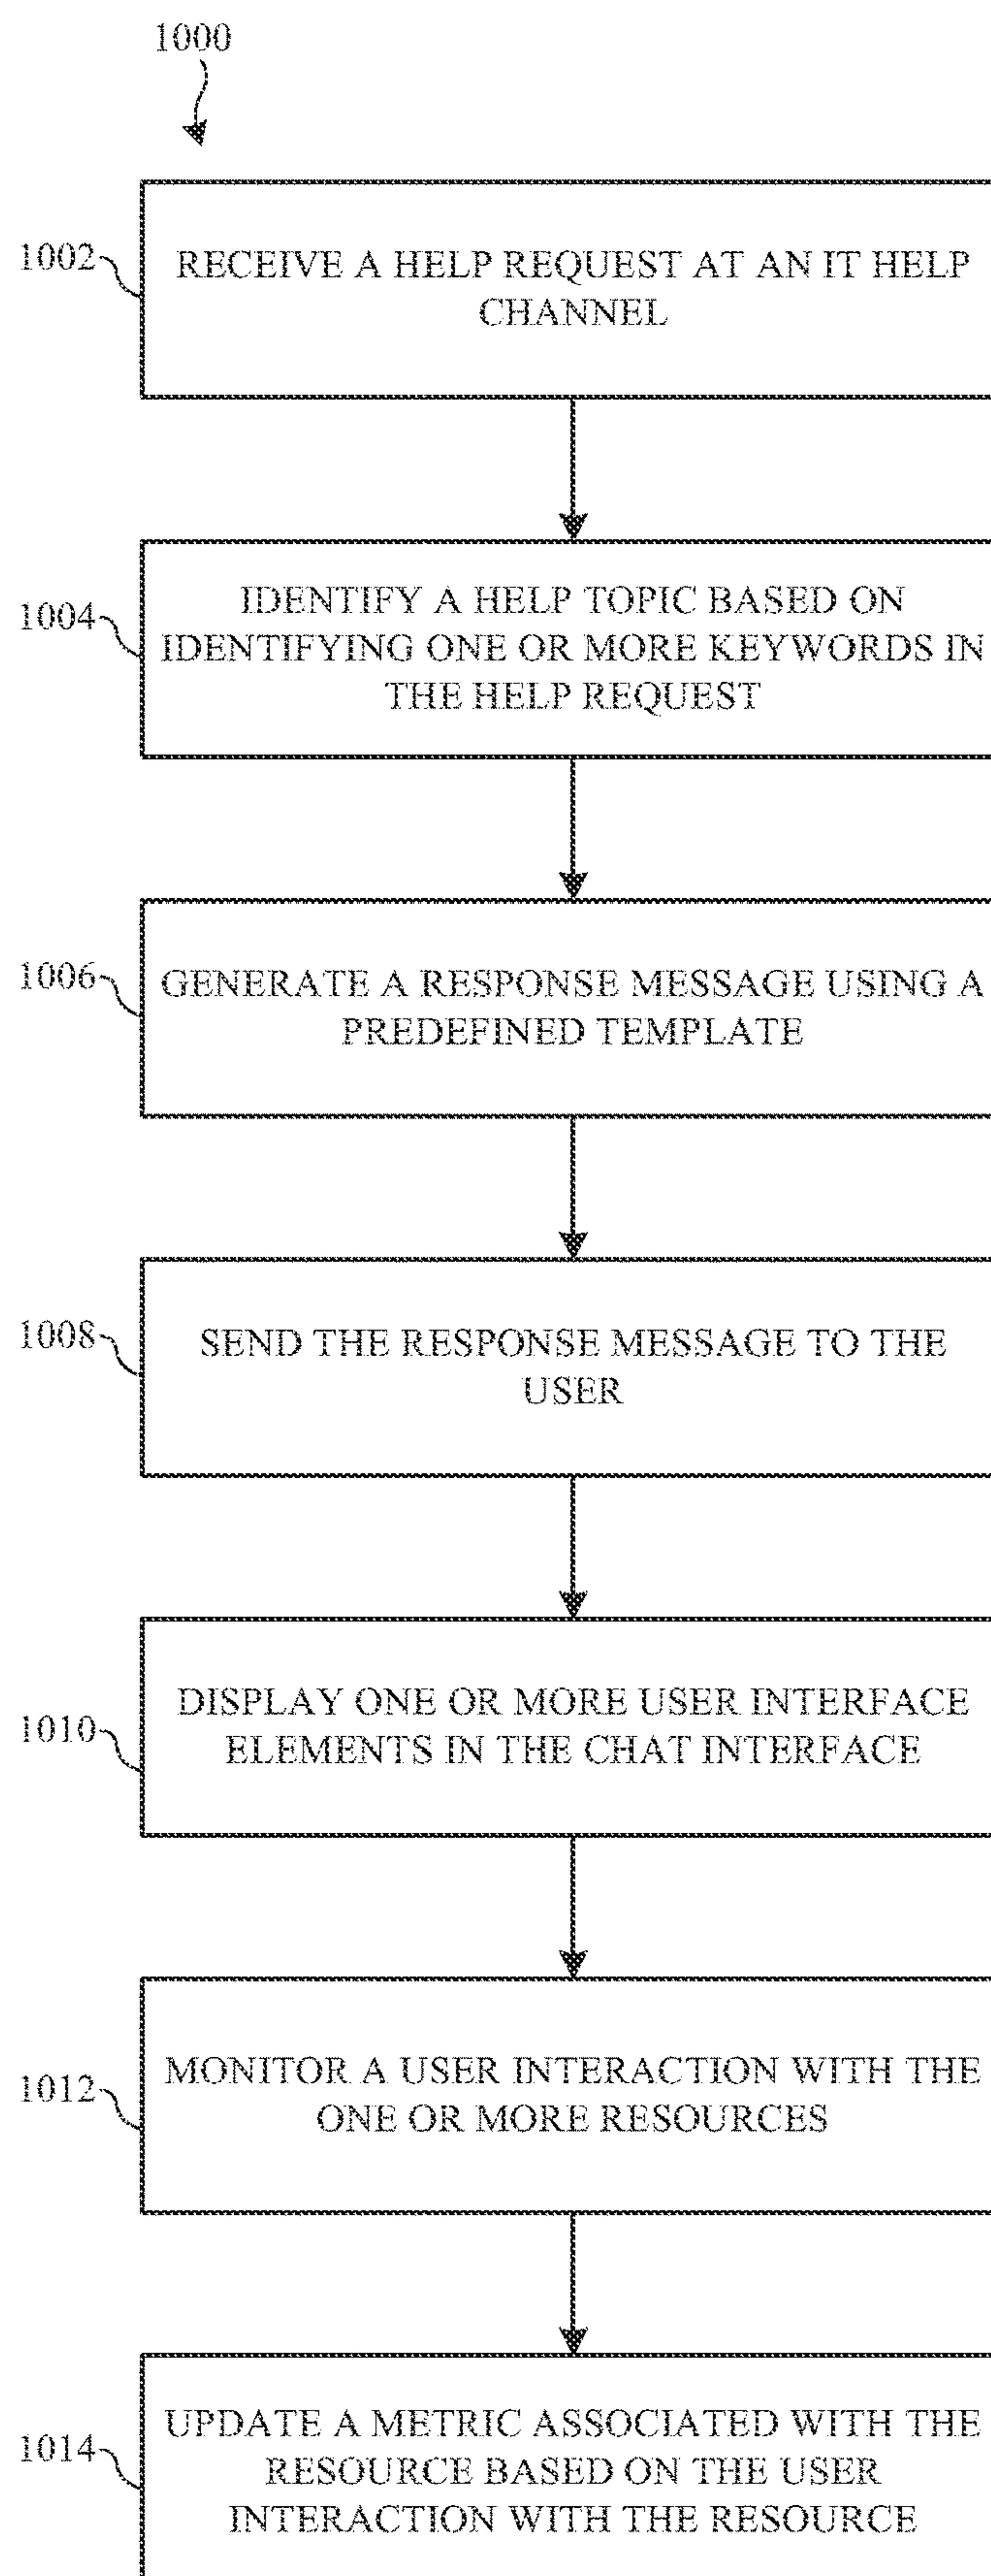 1000
1002
RECEIVE A HELP REQUEST AT AN IT HELP
CHANNEL
1004
IDENTIFY A HELP TOPIC BASED ON
IDENTIFYING ONE OR MORE KEYWORDS IN
THE HELP REQUEST
1006
GENERATE A RESPONSE MESSAGE USING A
PREDEFINED TEMPLATE
1008
SEND THE RESPONSE MESSAGE TO THE
USER
1010
DISPLAY ONE OR MORE USER INTERFACE
ELEMENTS IN THE CHAT INTERFACE
1012
MONITOR A USER INTERACTION WITH THE
ONE OR MORE RESOURCES
1014
UPDATE A METRIC ASSOCIATED WITH THE
RESOURCE BASED ON THE USER
INTERACTION WITH THE RESOURCE